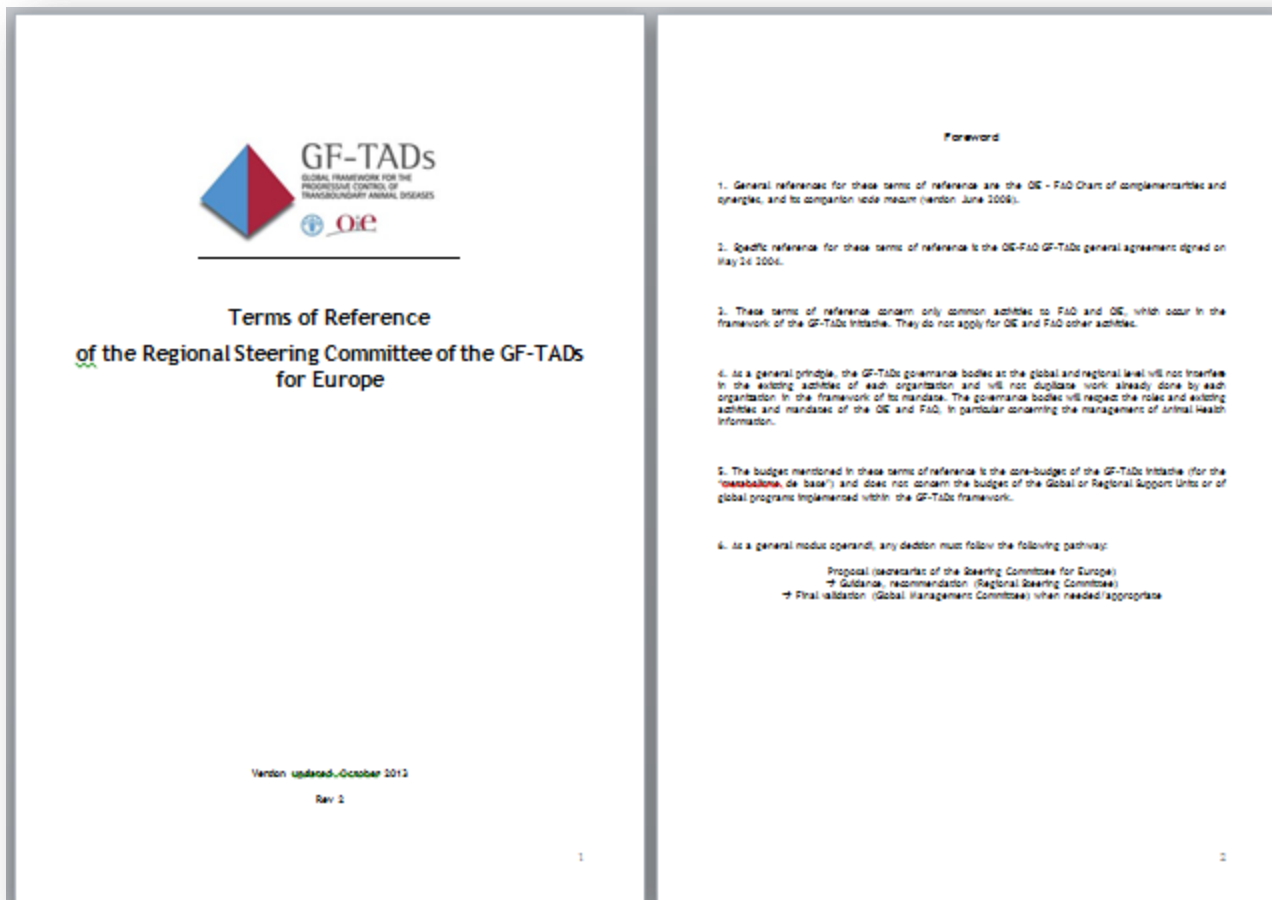 GF-TADs
GLOBAL FRAMEWORK FOR THE
PROGRESSIVE CONTROL OF
TRANSBOUNDARY ANIMAL DISEASES
OiE
Terms of Reference
of the Regional Steering Committee of the GF-TADs
for Europe
Version updated, October 2013
Rev 2
1
Foreword
1. General references for these terms of reference are the OIE - FAO Chart of complementarities and
synergies, and its companion vade mecum (version June 2008).
2. Specific reference for these terms of reference is the OIE-FAO GF-TADs general agreement signed on
May 24 2004.
3. These terms of reference concern only common activities to FAO and OIE, which occur in the
framework of the GF-TADs initiative. They do not apply for OIE and FAO other activities.
4. As a general principle, the GF-TADs governance bodies at the global and regional level will not interfere
in the existing activities of each organization and will not duplicate work already done by each
organization in the framework of its mandate. The governance bodies will respect the roles and existing
activities and mandates of the OIE and FAO, in particular concerning the management of Animal Health
Information.
5. The budget mentioned in these terms of reference is the core-budget of the GF-TADs initiative (for the
"metabolisme de base") and does not concern the budget of the Global or Regional Support Units or of
global programs implemented within the GF-TADs framework.
6. As a general modus operandi, any decision must follow the following pathway:
Proposal (secretariat of the Steering Committee for Europe)
→ Guidance, recommendation (Regional Steering Committee)
→ Final validation (Global Management Committee) when needed/appropriate
2